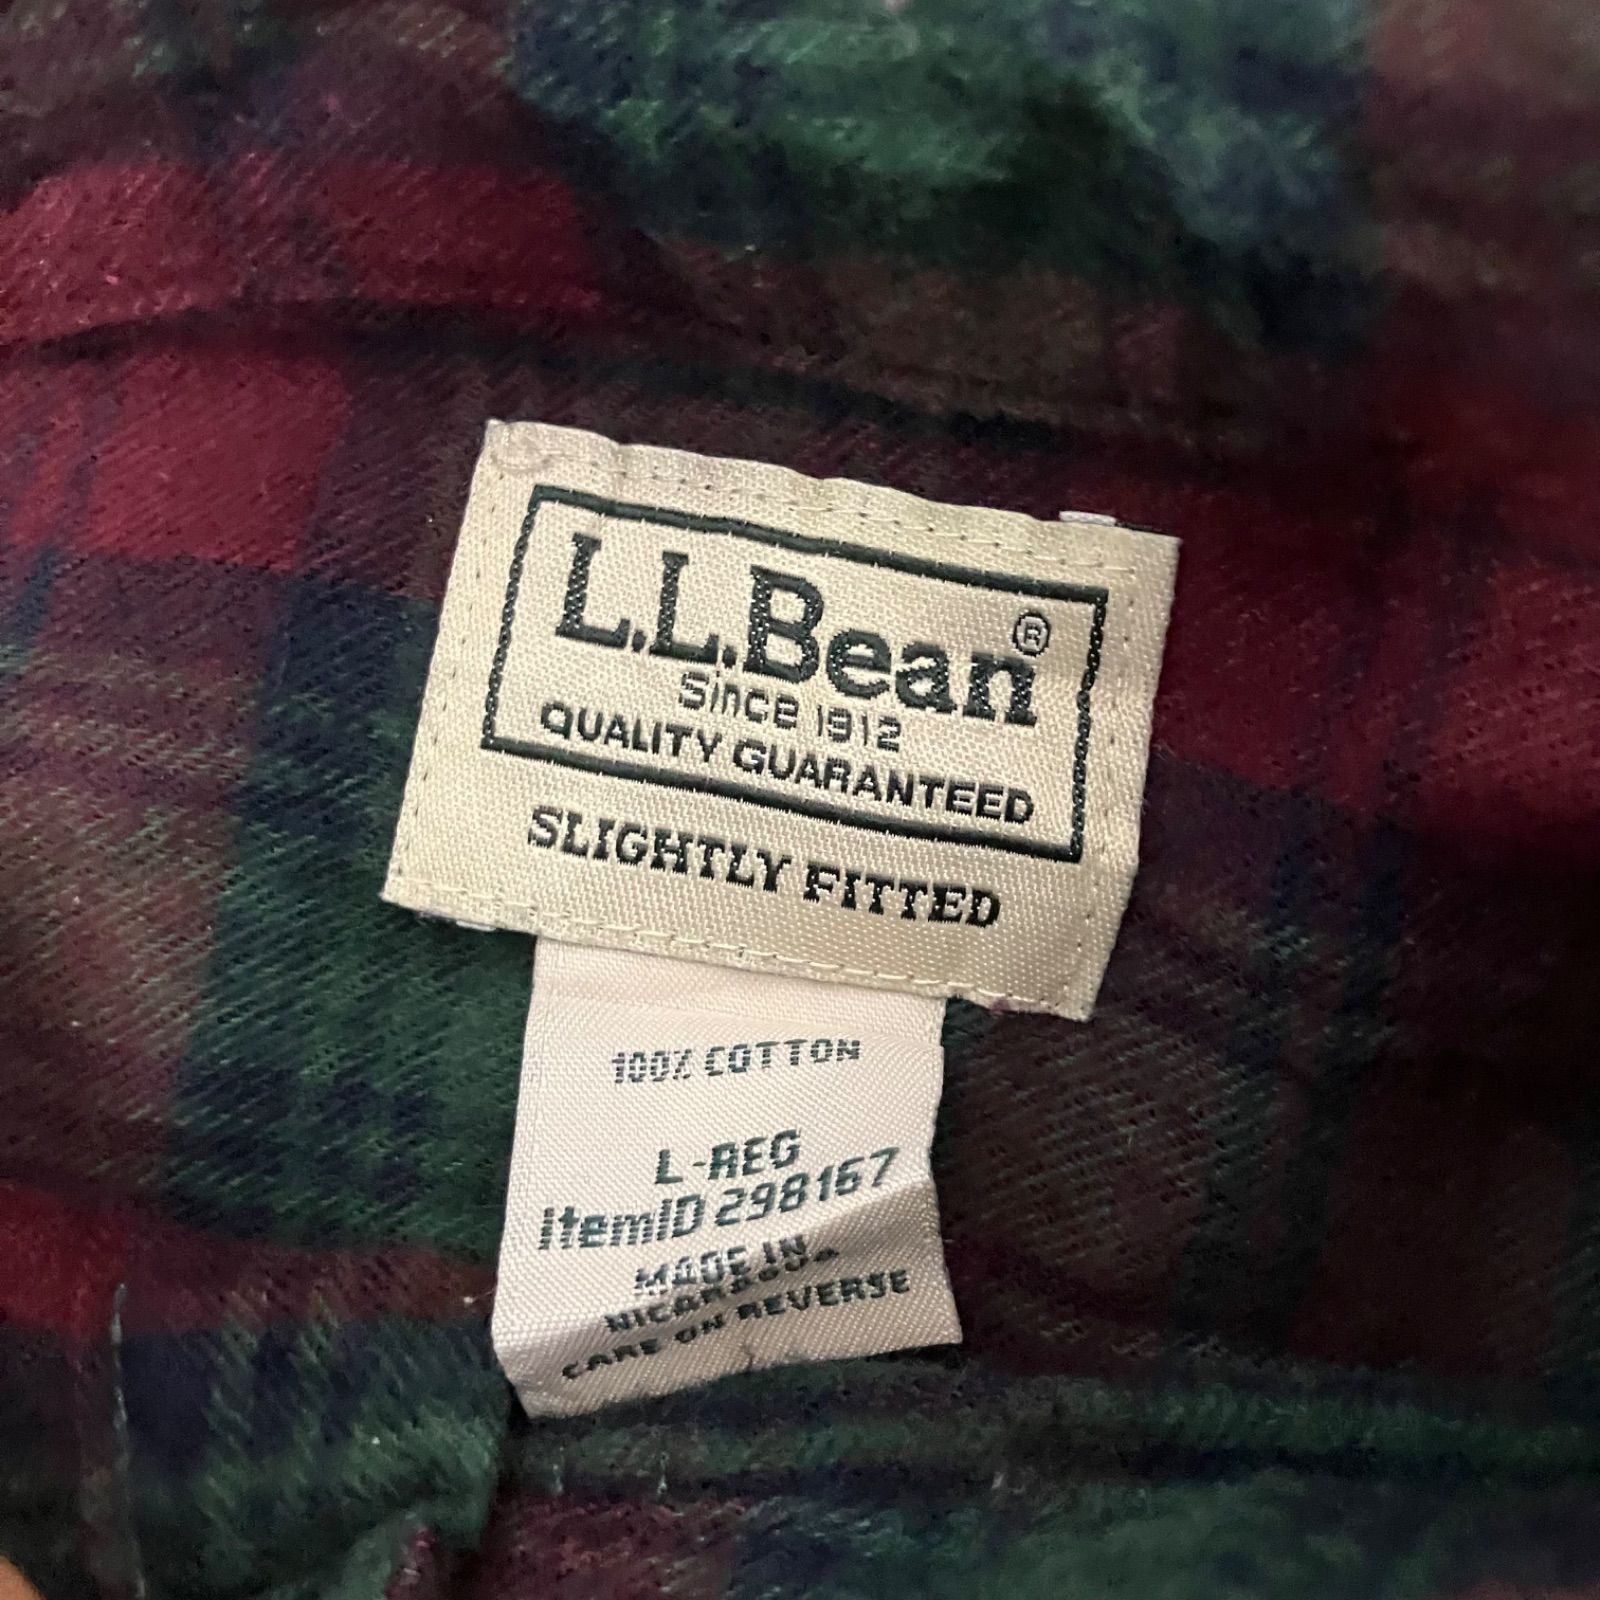 L.L.Bean®
Since 1912
QUALITY GUARANTEED
SLIGHTLY FITTED
100% COTTON
L-REG
ItemID 298167
MADE IN
NICARAGUA
CARE ON REVERSE